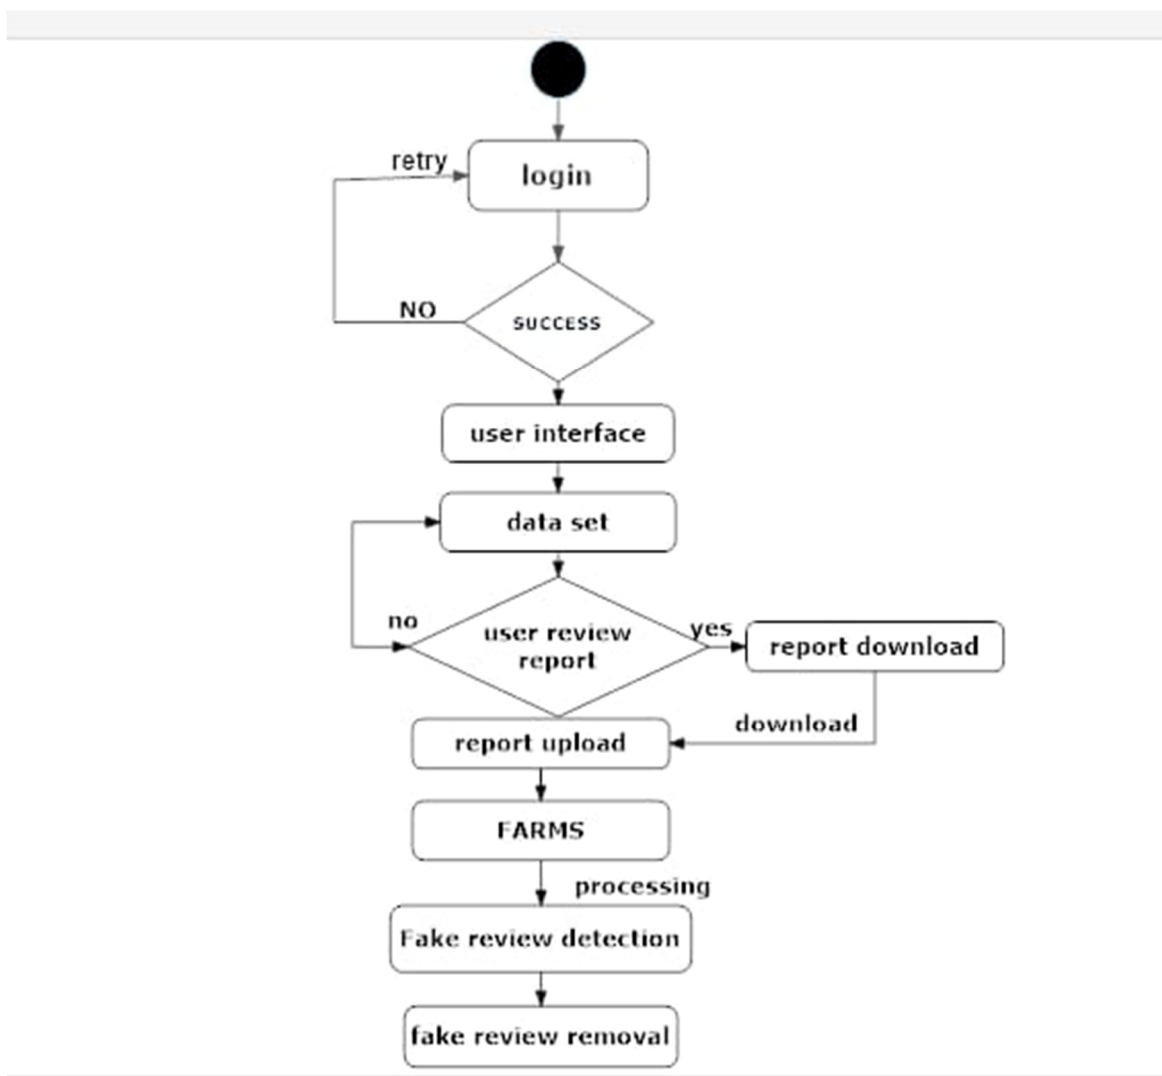 retry
login
NO
SUCCESS
user interface
data set
no
user review
report
yes
report download
download
report upload
FARMS
processing
Fake review detection
fake review removal